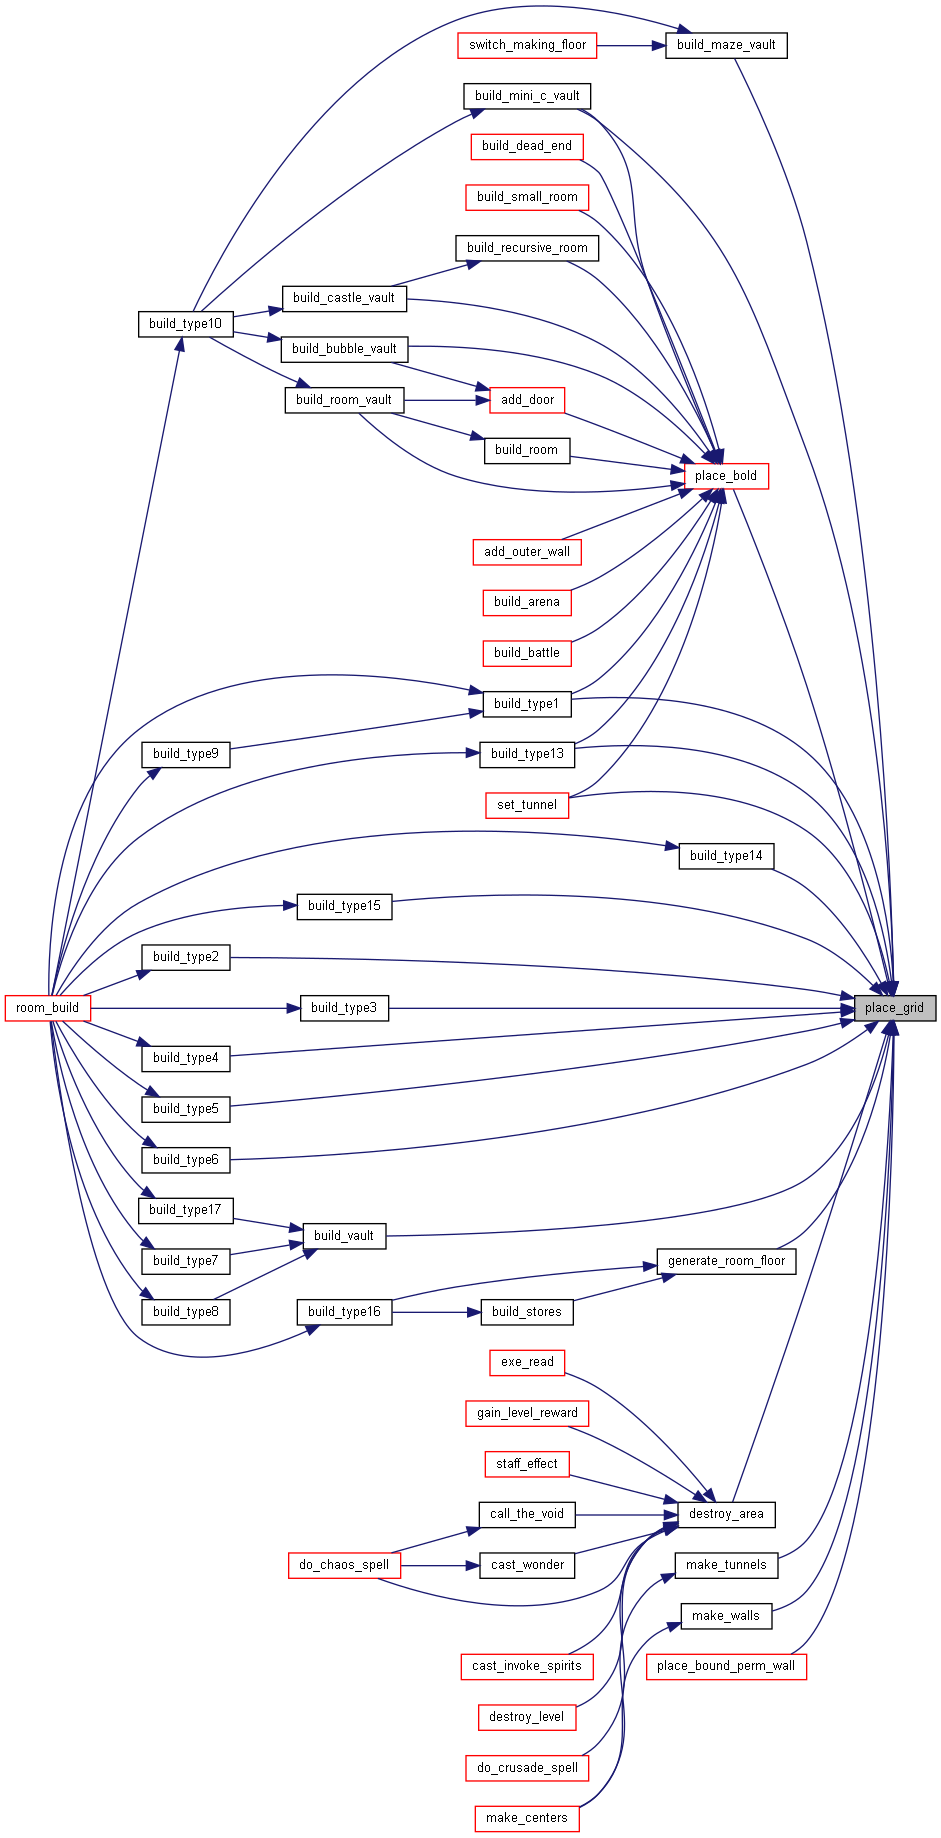 switch_making_floor
build_maze_vault
build_mini_c_vault
build_dead_end
build_small_room
build_recursive_room
build_castle_vault
build_type10
build_bubble_vault
build_room_vault
add_door
build_room
place_bold
add_outer_wall
build_arena
build_battle
build_type1
build_type9
build_type13
set_tunnel
build_type14
build_type15
build_type2
room_build
build_type3
place_grid
build_type4
build_type5
build_type6
build_type17
build_vault
build_type7
generate_room_floor
build_type8
build_type16
build_stores
exe_read
gain_level_reward
staff_effect
call_the_void
destroy_area
do_chaos_spell
cast_wonder
make_tunnels
make_walls
cast_invoke_spirits
place_bound_perm_wall
destroy_level
do_crusade_spell
make_centers